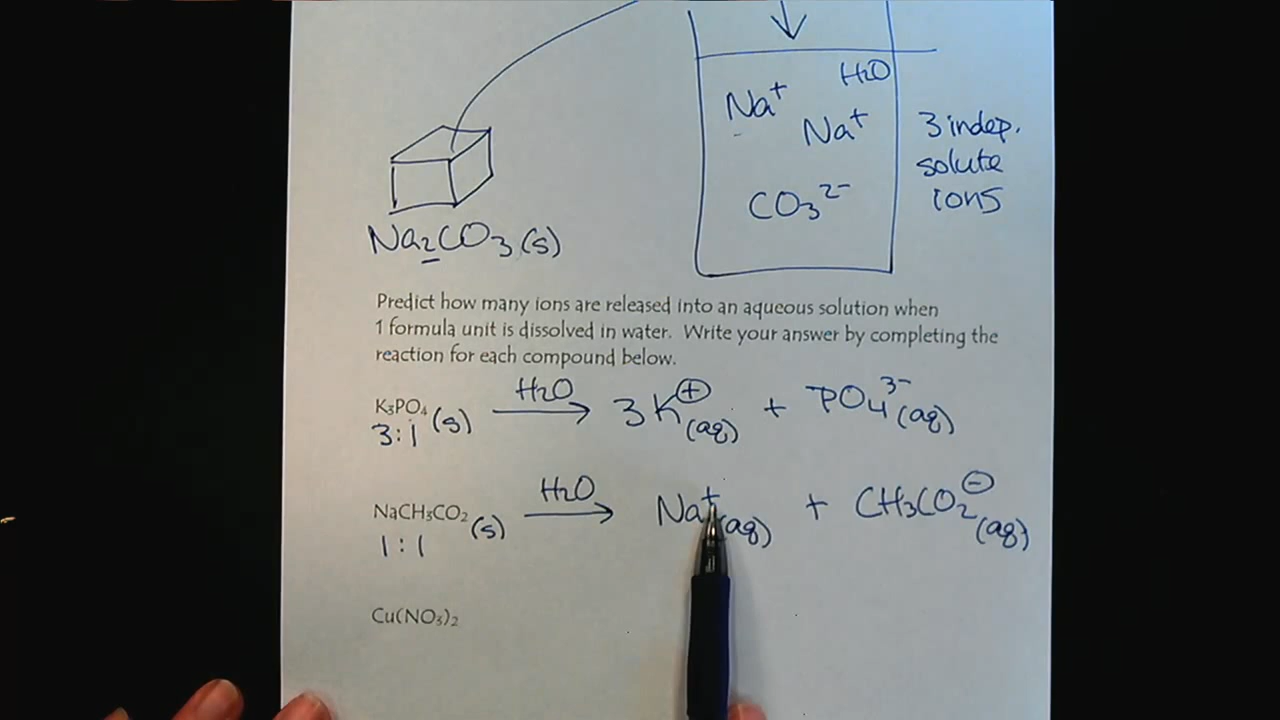 H2O
Na+
Na+
CO3 2-
3 indep.
solute
ions
Na2CO3(s)
Predict how many ions are released into an aqueous solution when
1 formula unit is dissolved in water. Write your answer by completing the
reaction for each compound below.
K3PO4 (s) H2O → 3K+ (aq) + PO4 3- (aq)
3:1
NaCH3CO2 (s) H2O → Na+ (aq) + CH3CO2 - (aq)
1:1
Cu(NO3)2